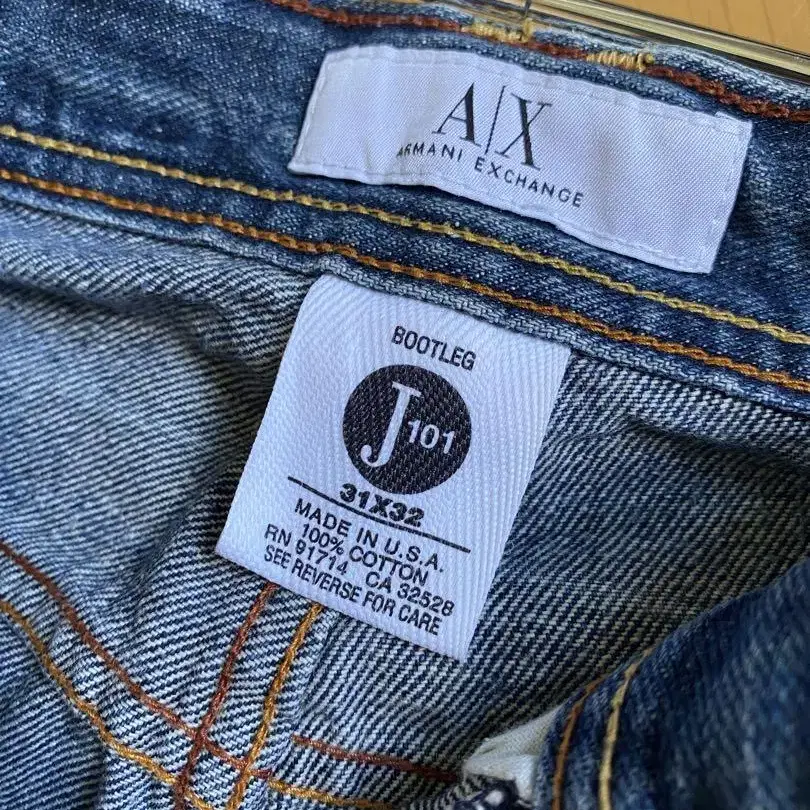 A|X
ARMANI EXCHANGE
BOOTLEG
J101
31X32
MADE IN U.S.A.
100% COTTON
RN 91714 CA 32528
SEE REVERSE FOR CARE